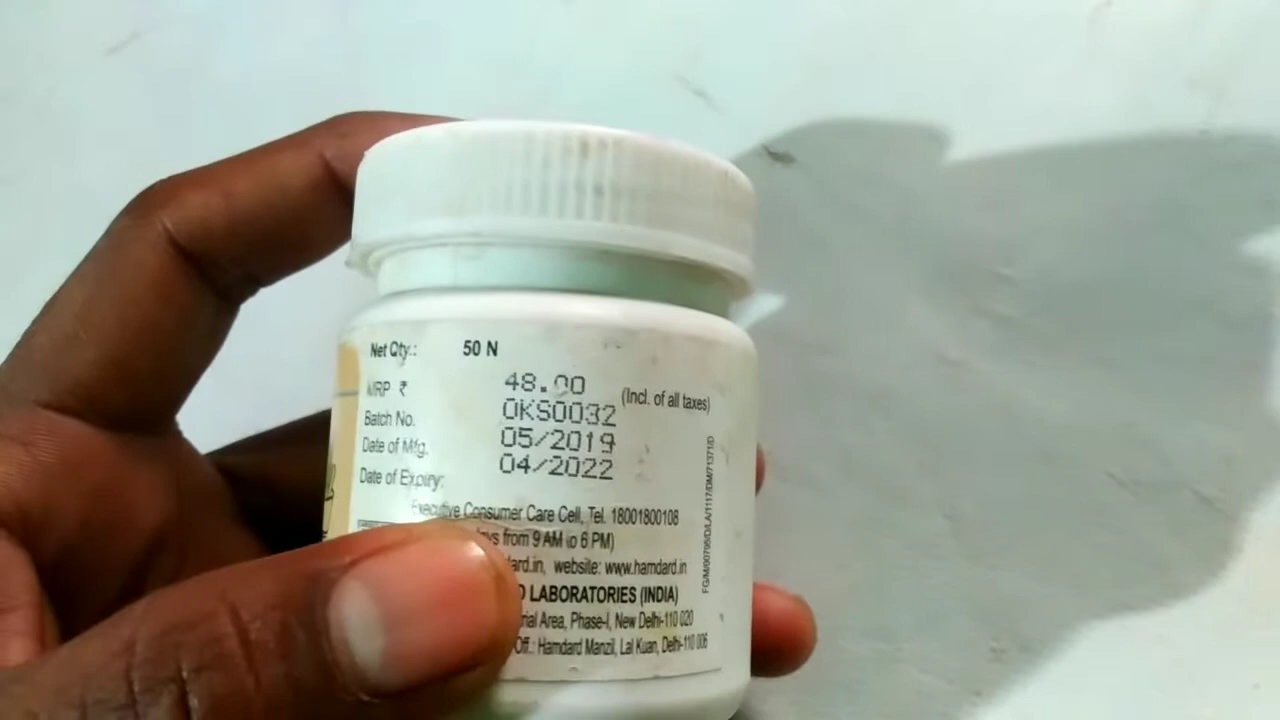 Net Qty.: 50 N
MRP ₹ 48.00 (Incl. of all taxes)
Batch No. OKS0032
Date of Mfg. 05/2019
Date of Expiry: 04/2022
Executive Consumer Care Cell, Tel. 18001800108
from 9 AM to 6 PM)
website: www.hamdard.in
LABORATORIES (INDIA)
Area, Phase-I, New Delhi-110 020
Off.: Hamdard Manzil, Lal Kuan, Delhi-110 006